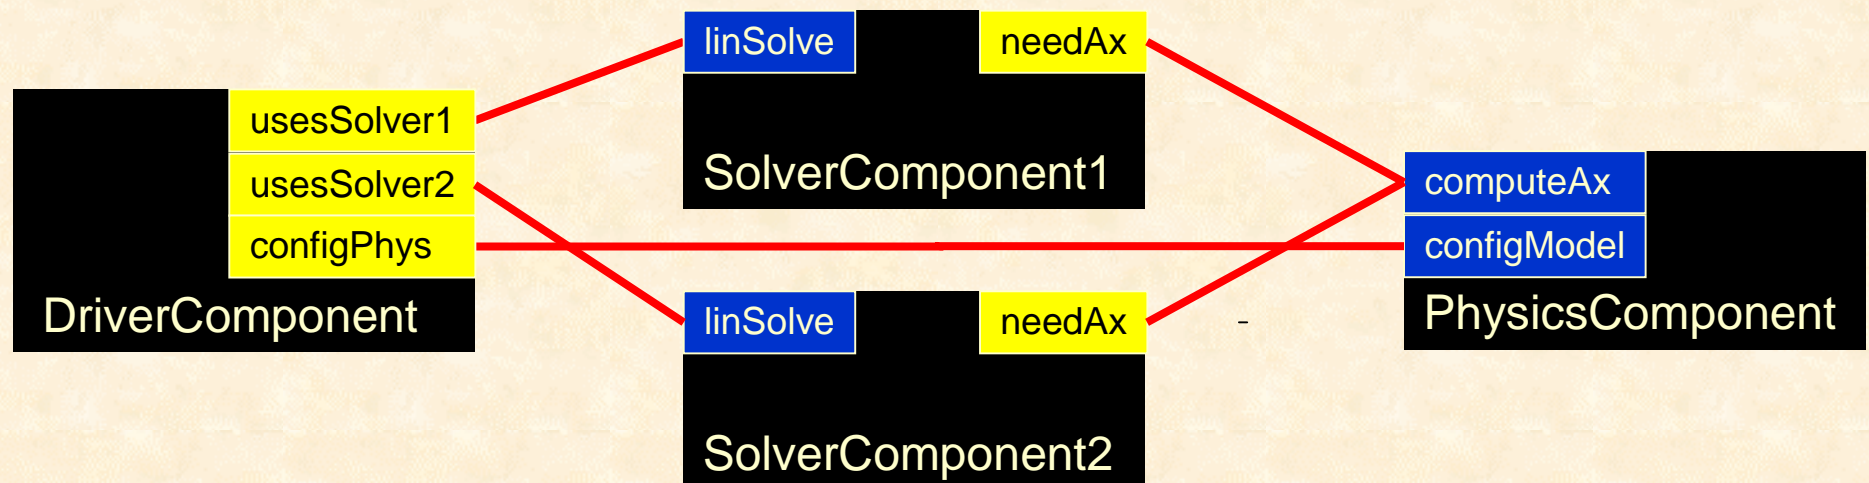 linSolve
needAx
SolverComponent1
usesSolver1
usesSolver2
configPhys
DriverComponent
computeAx
configModel
PhysicsComponent
linSolve
needAx
-
SolverComponent2